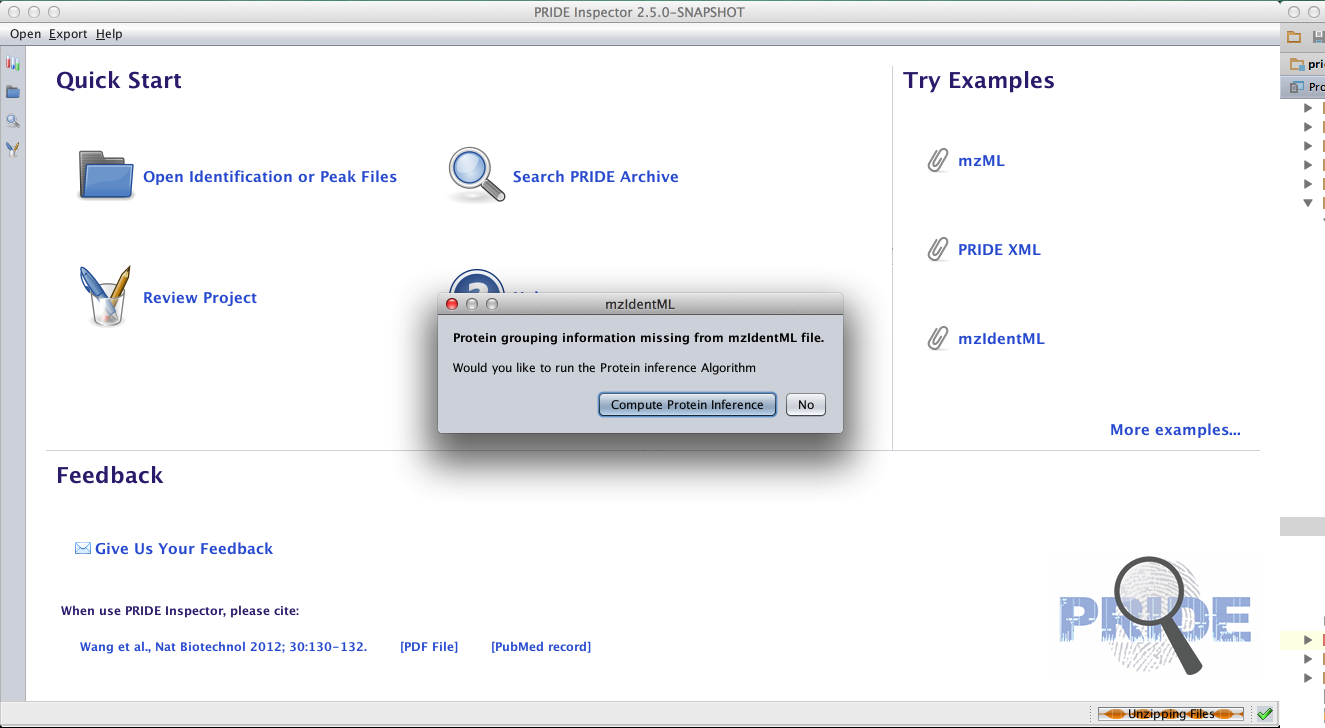 PRIDE Inspector 2.5.0-SNAPSHOT
Open Export Help
Quick Start
Open Identification or Peak Files
Search PRIDE Archive
Review Project
Try Examples
mzML
PRIDE XML
mzIdentML
More examples...
mzIdentML
Protein grouping information missing from mzIdentML file.
Would you like to run the Protein inference Algorithm
Compute Protein Inference
No
Feedback
Give Us Your Feedback
When use PRIDE Inspector, please cite:
Wang et al., Nat Biotechnol 2012; 30:130-132. [PDF File] [PubMed record]
PRIDE
Unzipping Files
pri
Pro